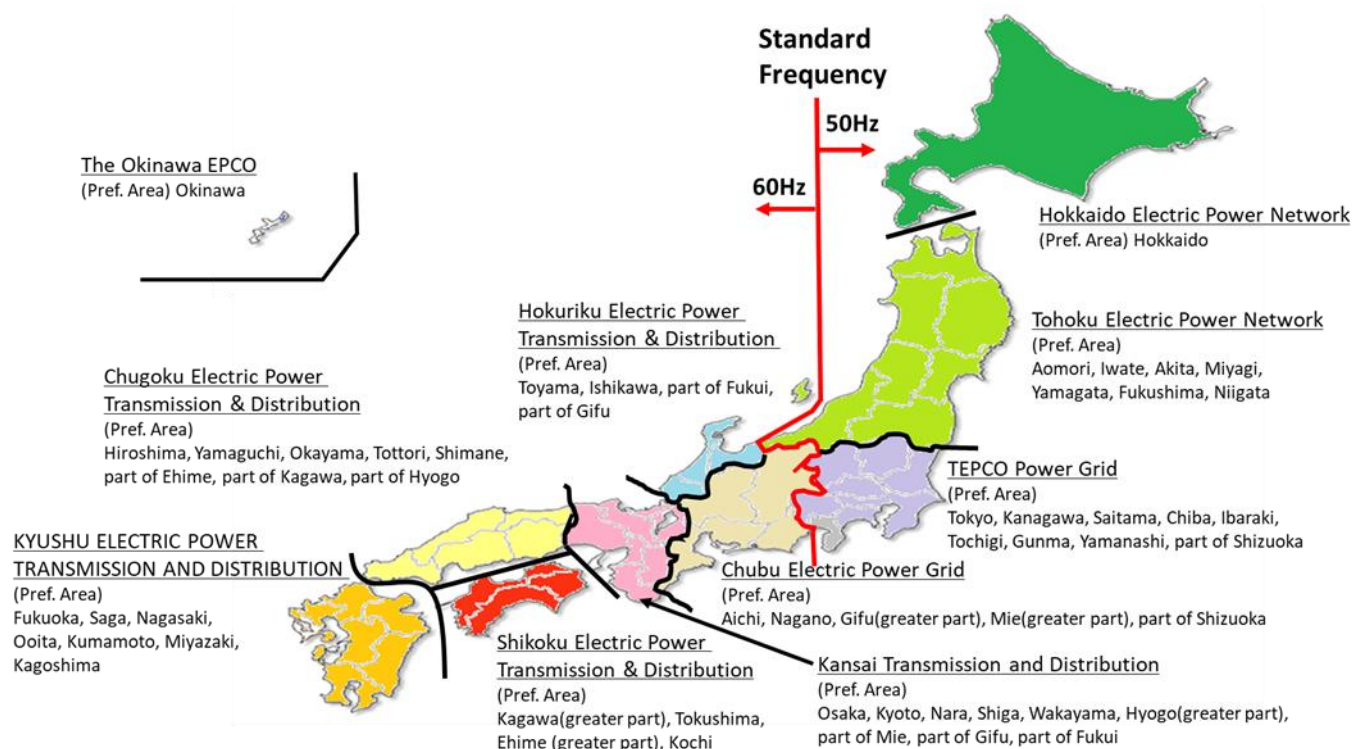 Standard
Frequency
50Hz
60Hz
The Okinawa EPCO
(Pref. Area) Okinawa
Hokkaido Electric Power Network
(Pref. Area) Hokkaido
Hokuriku Electric Power
Transmission & Distribution
(Pref. Area)
Toyama, Ishikawa, part of Fukui,
part of Gifu
Tohoku Electric Power Network
(Pref. Area)
Aomori, Iwate, Akita, Miyagi,
Yamagata, Fukushima, Niigata
Chugoku Electric Power
Transmission & Distribution
(Pref. Area)
Hiroshima, Yamaguchi, Okayama, Tottori, Shimane,
part of Ehime, part of Kagawa, part of Hyogo
TEPCO Power Grid
(Pref. Area)
Tokyo, Kanagawa, Saitama, Chiba, Ibaraki,
Tochigi, Gunma, Yamanashi, part of Shizuoka
KYUSHU ELECTRIC POWER
TRANSMISSION AND DISTRIBUTION
(Pref. Area)
Fukuoka, Saga, Nagasaki,
Ooita, Kumamoto, Miyazaki,
Kagoshima
Chubu Electric Power Grid
(Pref. Area)
Aichi, Nagano, Gifu(greater part), Mie(greater part), part of Shizuoka
Shikoku Electric Power
Transmission & Distribution
(Pref. Area)
Kagawa(greater part), Tokushima,
Ehime (greater part), Kochi
Kansai Transmission and Distribution
(Pref. Area)
Osaka, Kyoto, Nara, Shiga, Wakayama, Hyogo(greater part),
part of Mie, part of Gifu, part of Fukui